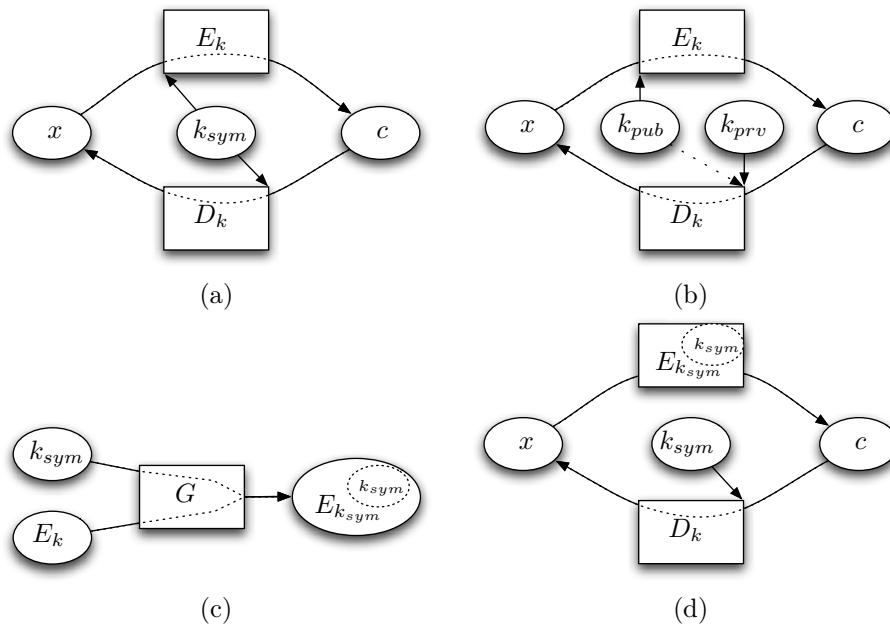 E_k
x
k_sym
c
D_k
(a)
E_k
x
k_pub
k_prv
c
D_k
(b)
k_sym
E_k
G
k_sym
E_k_sym
(c)
k_sym
E_k_sym
x
k_sym
c
D_k
(d)